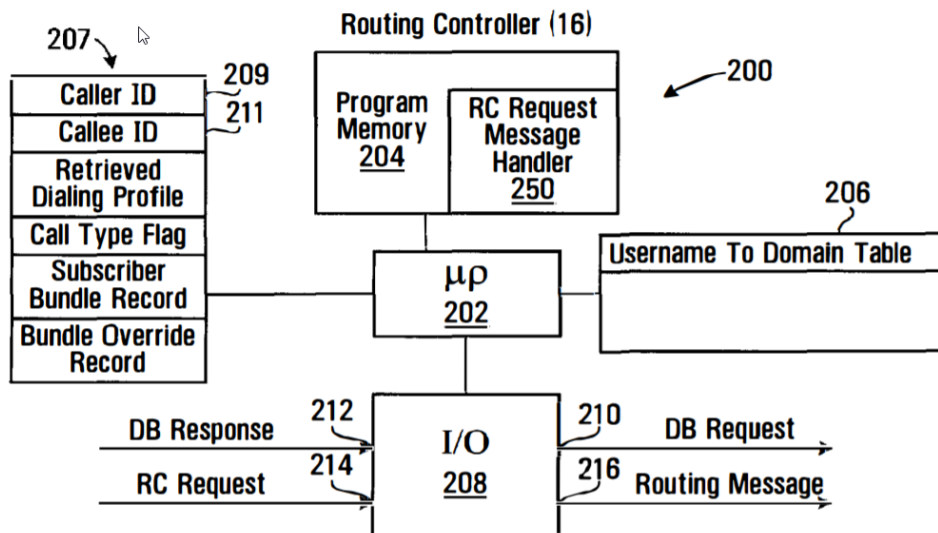 Routing Controller (16)
207
209
Caller ID
211
Callee ID
Retrieved
Dialing Profile
Call Type Flag
Subscriber
Bundle Record
Bundle Override
Record
200
Program
Memory
204
RC Request
Message
Handler
250
206
Username To Domain Table
μρ
202
212
DB Response
214
RC Request
I/O
208
210
DB Request
216
Routing Message